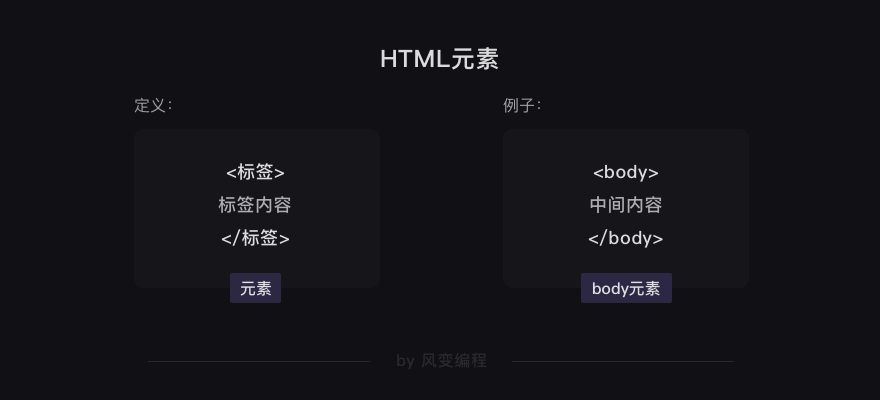 HTML元素
定义：
<标签>
标签内容
</标签>
元素
例子：
<body>
中间内容
</body>
body元素
by 风变编程